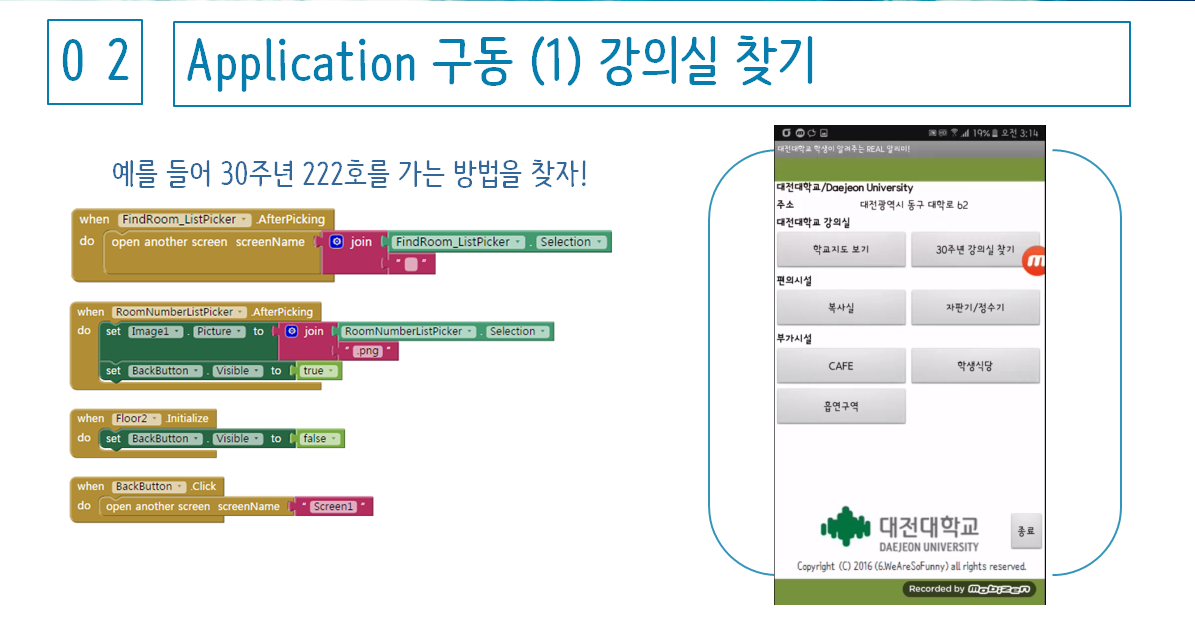 0 2
Application 구동 (1) 강의실 찾기
예를 들어 30주년 222호를 가는 방법을 찾자!
when FindRoom_ListPicker .AfterPicking
do open another screen screenName join FindRoom_ListPicker . Selection
" "
when RoomNumberListPicker .AfterPicking
do set Image1 . Picture to join RoomNumberListPicker . Selection
" .png "
set BackButton . Visible to true
when Floor2 .Initialize
do set BackButton . Visible to false
when BackButton .Click
do open another screen screenName " Screen1 "
19% 오전 3:14
대전대학교 학생이 알려주는 REAL 알리미!
대전대학교/Daejeon University
주소 대전광역시 동구 대학로 62
대전대학교 강의실
학교지도 보기 30주년 강의실 찾기
편의시설
복사실 자판기/정수기
부가시설
CAFE 학생식당
흡연구역
대전대학교
DAEJEON UNIVERSITY
종료
Copyright (C) 2016 (6.WeAreSoFunny) all rights reserved.
Recorded by mobizen